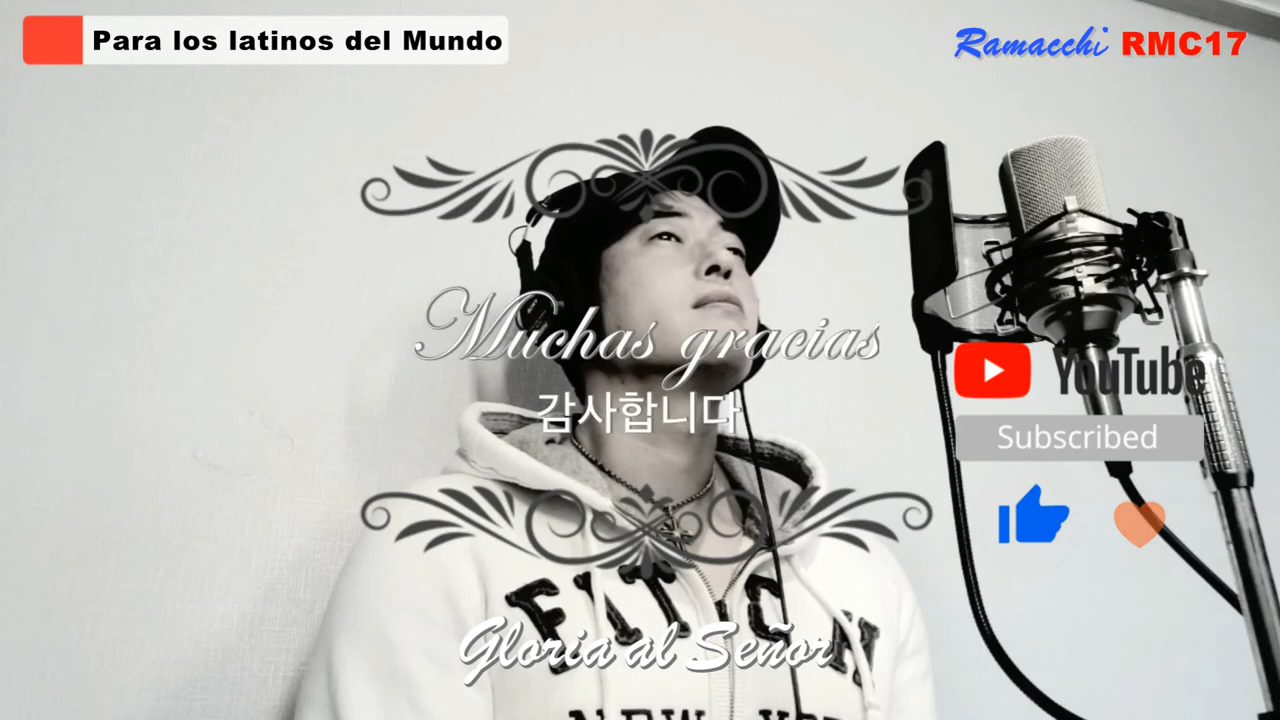 Para los latinos del Mundo
Ramacchi RMC17
Muchas gracias
감사합니다
YouTube
Subscribed
Gloria al Señor